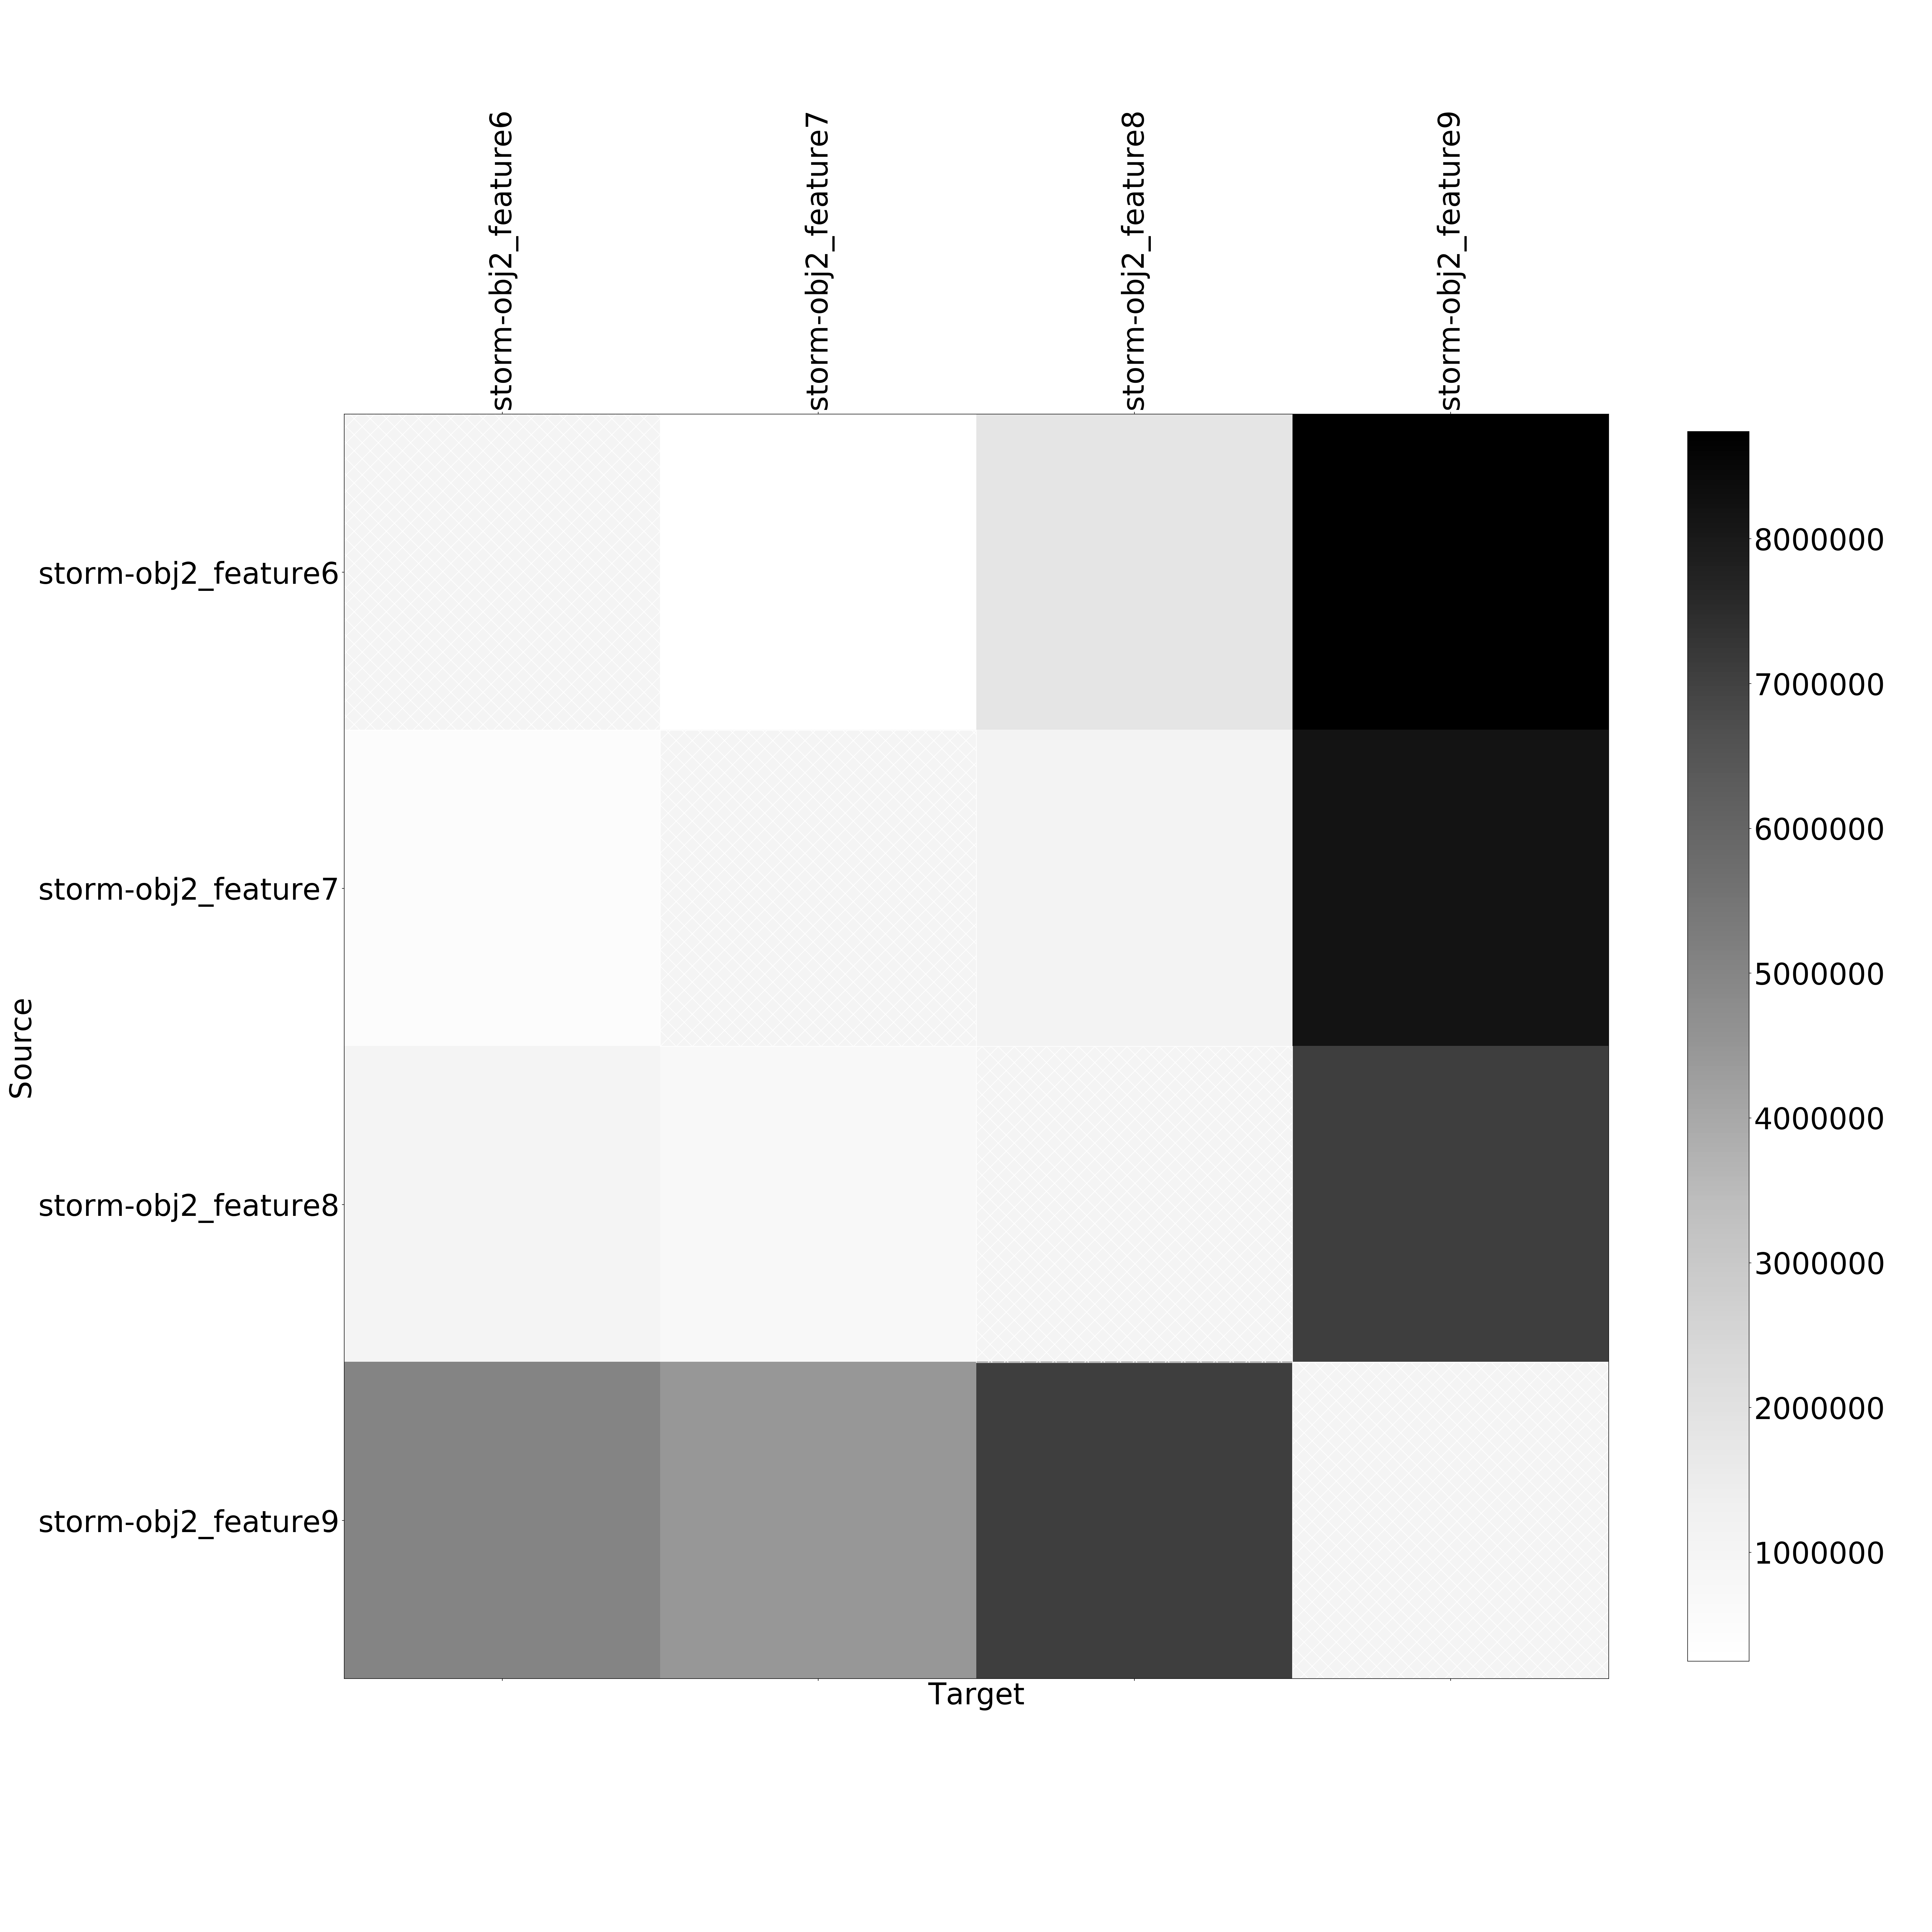 storm-obj2_feature6
storm-obj2_feature7
storm-obj2_feature8
storm-obj2_feature9
storm-obj2_feature6
storm-obj2_feature7
storm-obj2_feature8
storm-obj2_feature9
Source
Target
8000000
7000000
6000000
5000000
4000000
3000000
2000000
1000000